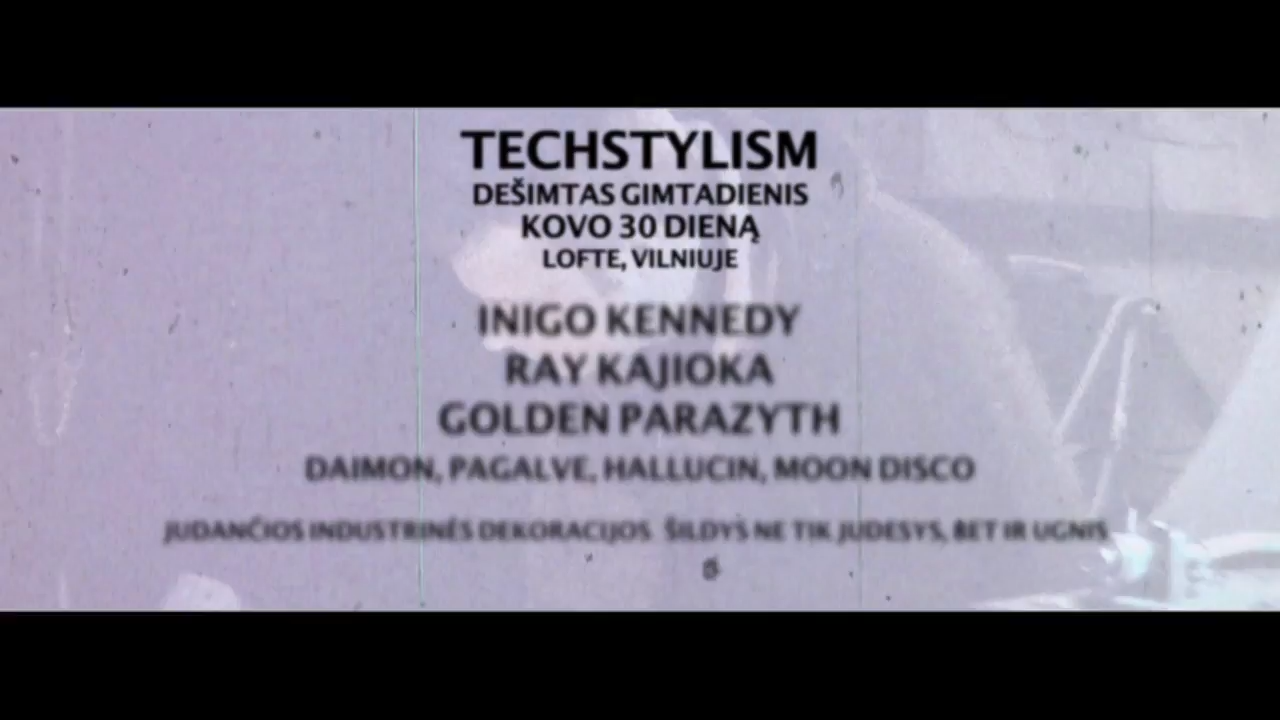 TECHSTYLISM
DEŠIMTAS GIMTADIENIS
KOVO 30 DIENĄ
LOFTE, VILNIUJE
INIGO KENNEDY
RAY KAJIOKA
GOLDEN PARAZYTH
DAIMON, PAGALVE, HALLUCIN, MOON DISCO
JUDANČIOS INDUSTRINĖS DEKORACIJOS ŠILDYS NE TIK JUDESYS, BET IR UGNIS